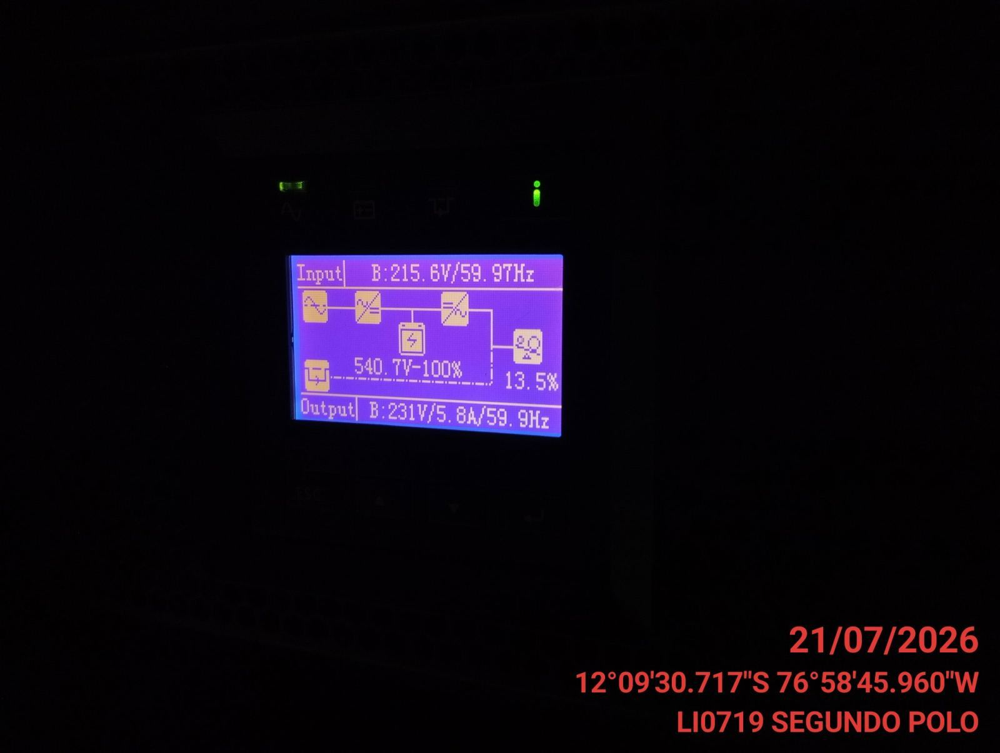 Input B:215.6V/59.97Hz
540.7V-100%
13.5%
Output B:231V/5.8A/59.9Hz
ESC
21/07/2026
12°09'30.717"S 76°58'45.960"W
LI0719 SEGUNDO POLO